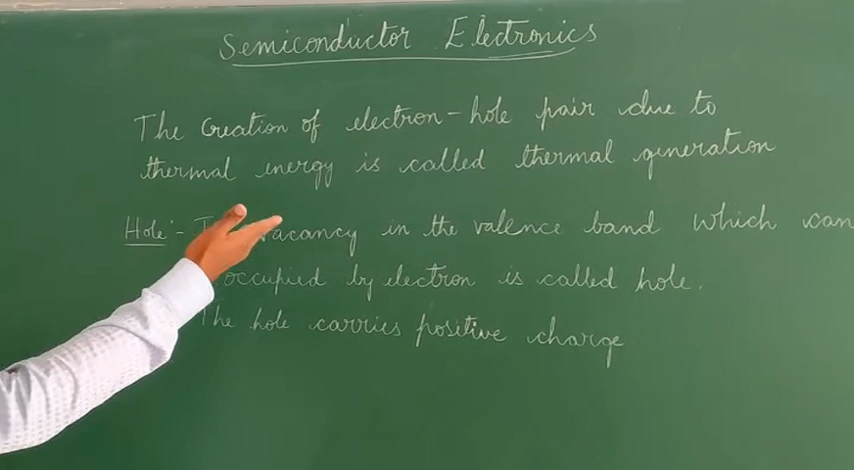 Semiconductor Electronics
The Creation of electron-hole pair due to
thermal energy is called thermal generation
Hole:- vacancy in the valence band which can
occupied by electron is called hole.
The hole carries positive charge